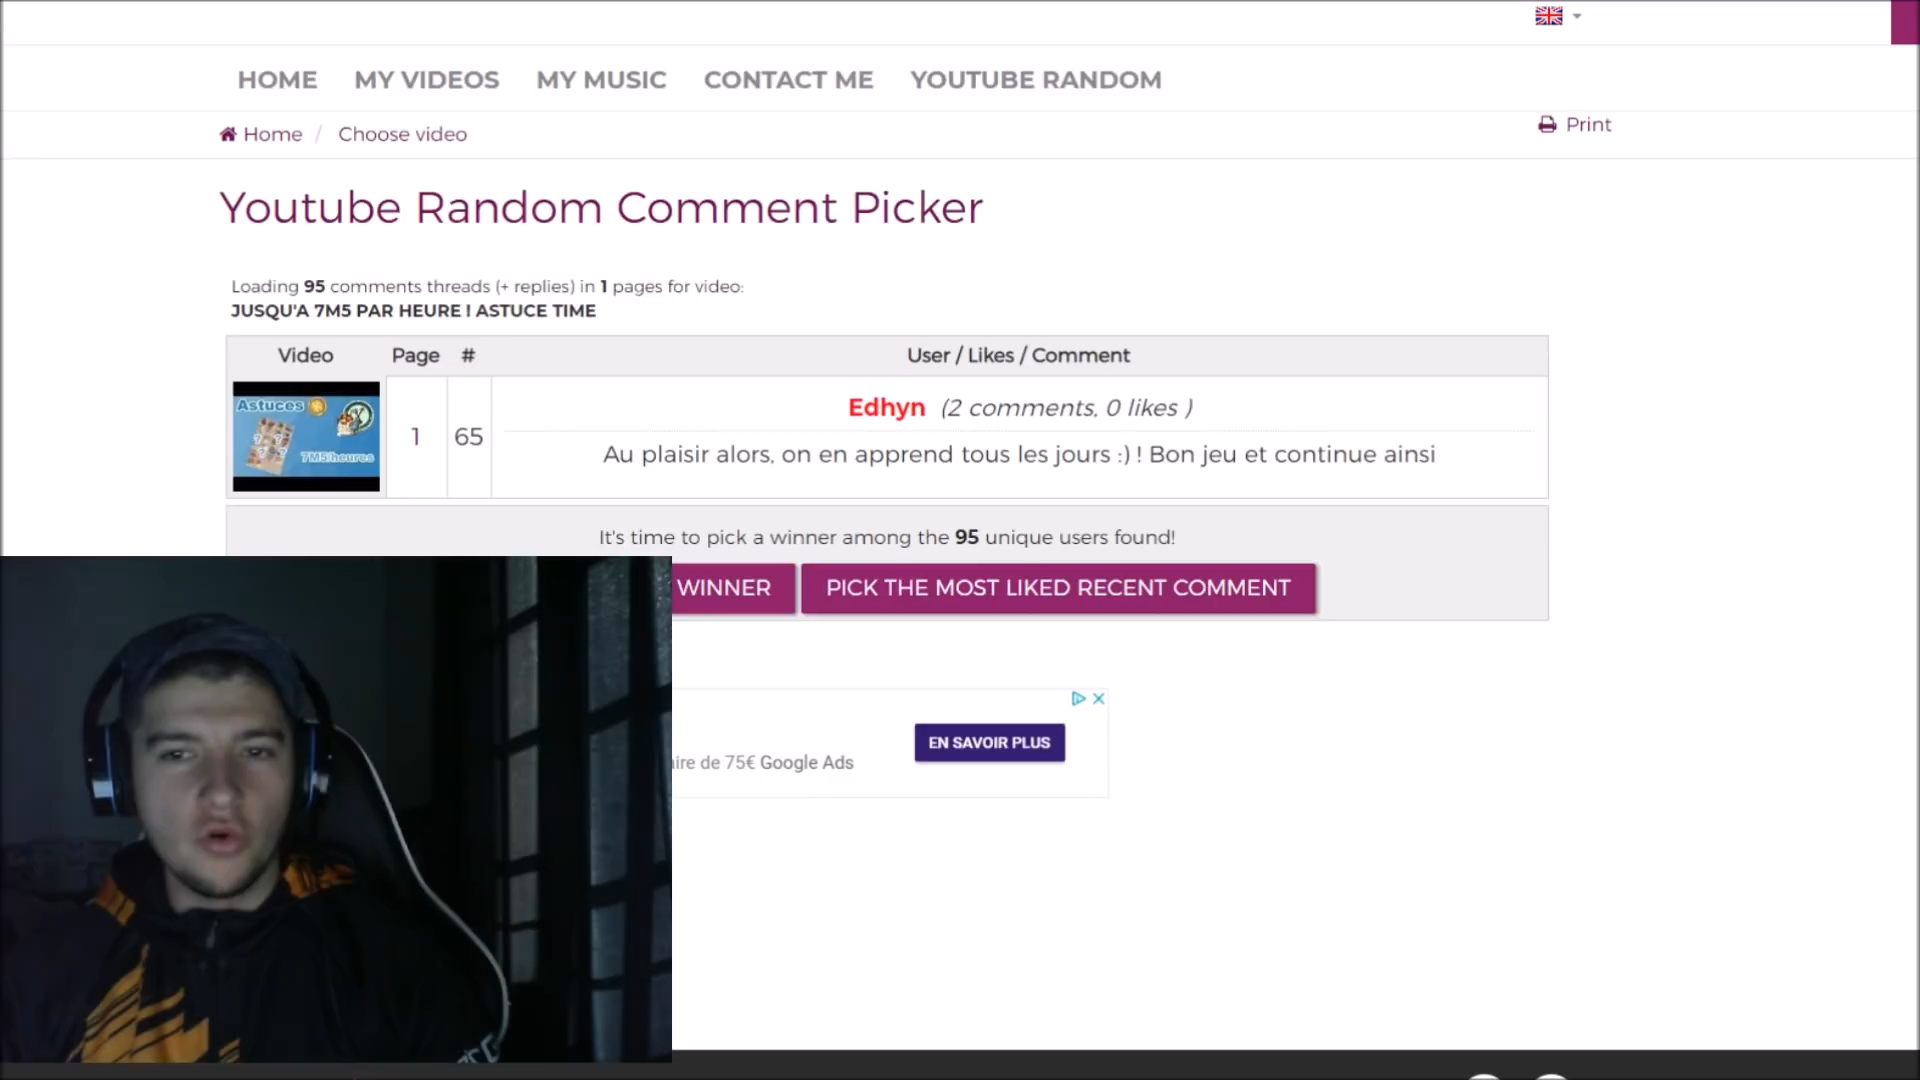 HOME MY VIDEOS MY MUSIC CONTACT ME YOUTUBE RANDOM
Home / Choose video
Print
Youtube Random Comment Picker
Loading 95 comments threads (+ replies) in 1 pages for video:
JUSQU'A 7M5 PAR HEURE ! ASTUCE TIME
Video Page # User / Likes / Comment
Astuces
7M5/heures
1 65
Edhyn (2 comments, 0 likes )
Au plaisir alors, on en apprend tous les jours :) ! Bon jeu et continue ainsi
It's time to pick a winner among the 95 unique users found!
WINNER PICK THE MOST LIKED RECENT COMMENT
EN SAVOIR PLUS
de 75€ Google Ads